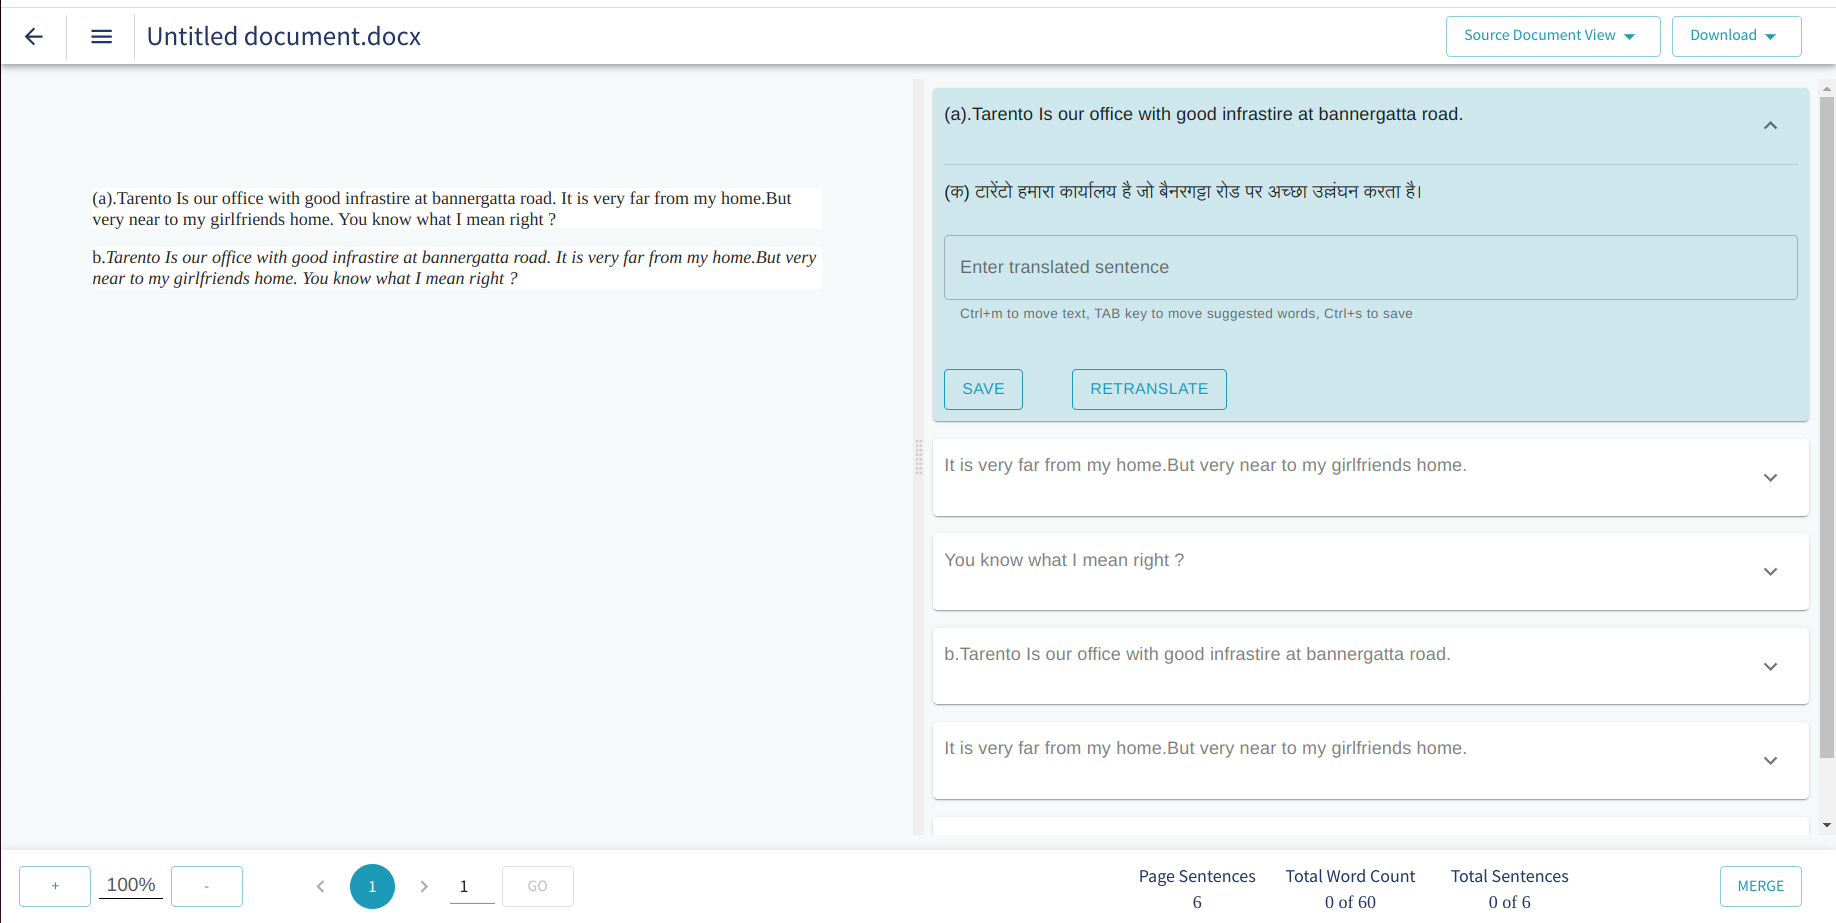 Untitled document.docx
Source Document View
Download
(a).Tarento Is our office with good infrastire at bannergatta road. It is very far from my home.But
very near to my girlfriends home. You know what I mean right ?
b.Tarento Is our office with good infrastire at bannergatta road. It is very far from my home.But very
near to my girlfriends home. You know what I mean right ?
(a).Tarento Is our office with good infrastire at bannergatta road.
(क) टारेंटो हमारा कार्यालय है जो बैनरगट्टा रोड पर अच्छा उल्लंघन करता है।
Enter translated sentence
Ctrl+m to move text, TAB key to move suggested words, Ctrl+s to save
SAVE
RETRANSLATE
It is very far from my home.But very near to my girlfriends home.
You know what I mean right ?
b.Tarento Is our office with good infrastire at bannergatta road.
It is very far from my home.But very near to my girlfriends home.
+
100%
-
1
1
GO
Page Sentences
6
Total Word Count
0 of 60
Total Sentences
0 of 6
MERGE